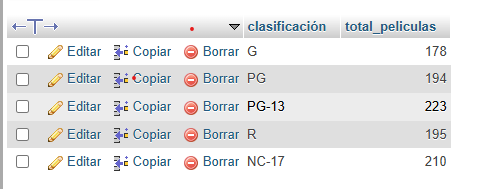 clasificación total_peliculas
Editar Copiar Borrar G 178
Editar Copiar Borrar PG 194
Editar Copiar Borrar PG-13 223
Editar Copiar Borrar R 195
Editar Copiar Borrar NC-17 210